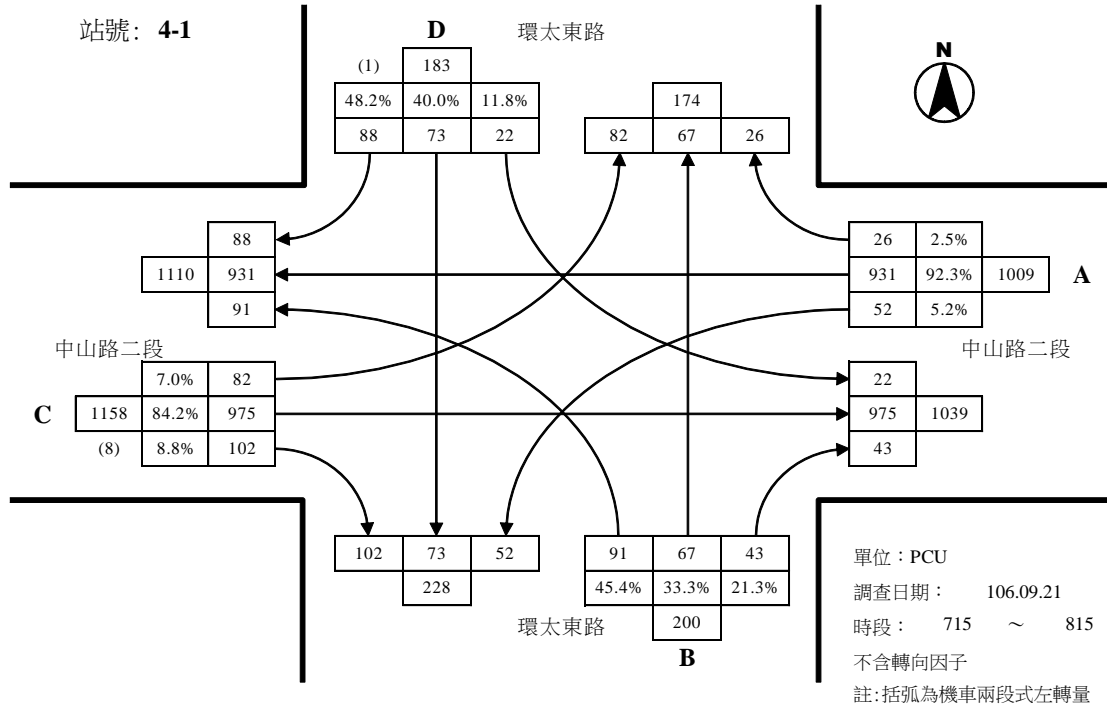 站號: 4-1
D
環太東路
N
(1)
183
48.2% 40.0% 11.8%
88 73 22
174
82 67 26
88
1110 931
91
26 2.5%
931 92.3% 1009
52 5.2%
A
中山路二段
中山路二段
7.0% 82
C
1158 84.2% 975
(8)
8.8% 102
22
975 1039
43
102 73 52
228
91 67 43
45.4% 33.3% 21.3%
200
環太東路
B
單位：PCU
調查日期： 106.09.21
時段： 715 ～ 815
不含轉向因子
註:括弧為機車兩段式左轉量